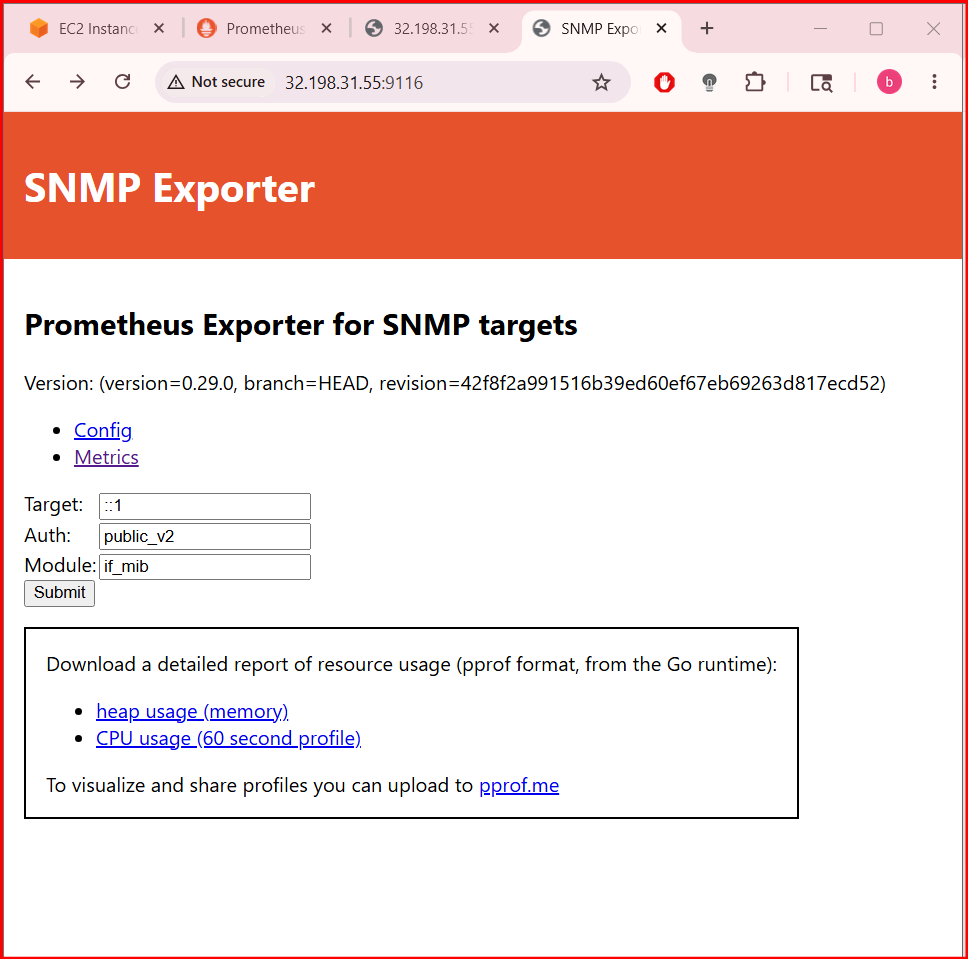 EC2 Instanc
Prometheus
32.198.31.5
SNMP Expo
Not secure
32.198.31.55:9116
b
SNMP Exporter
Prometheus Exporter for SNMP targets
Version: (version=0.29.0, branch=HEAD, revision=42f8f2a991516b39ed60ef67eb69263d817ecd52)
Config
Metrics
Target: ::1
Auth: public_v2
Module: if_mib
Submit
Download a detailed report of resource usage (pprof format, from the Go runtime):
heap usage (memory)
CPU usage (60 second profile)
To visualize and share profiles you can upload to pprof.me